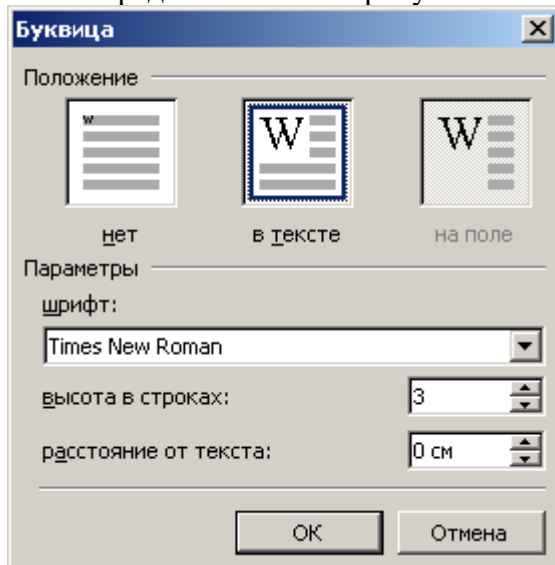 Буквица
Положение
w W W
нет в тексте на поле
Параметры
шрифт:
Times New Roman
высота в строках: 3
расстояние от текста: 0 см
ОК Отмена